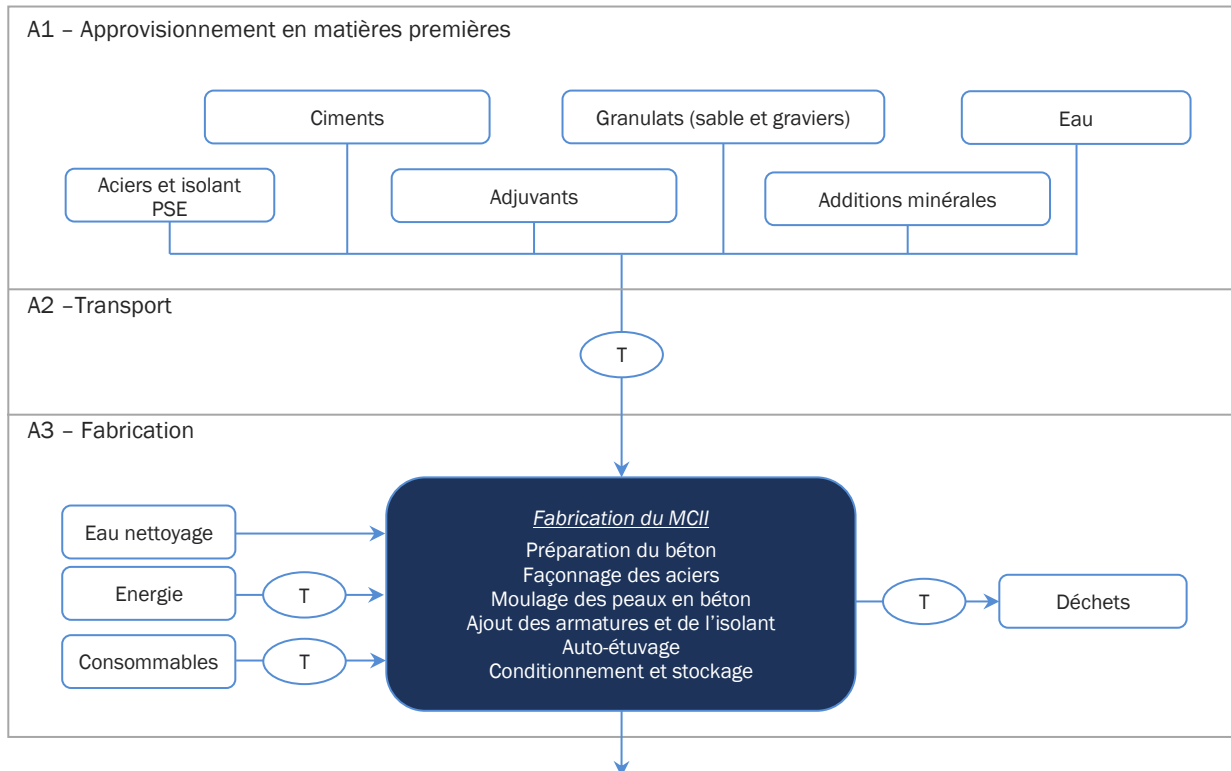 A1 – Approvisionnement en matières premières
Ciments
Granulats (sable et graviers)
Eau
Aciers et isolant
PSE
Adjuvants
Additions minérales
A2 –Transport
T
A3 – Fabrication
Eau nettoyage
Energie
T
Consommables
T
Fabrication du MCII
Préparation du béton
Façonnage des aciers
Moulage des peaux en béton
Ajout des armatures et de l'isolant
Auto-étuvage
Conditionnement et stockage
T
Déchets